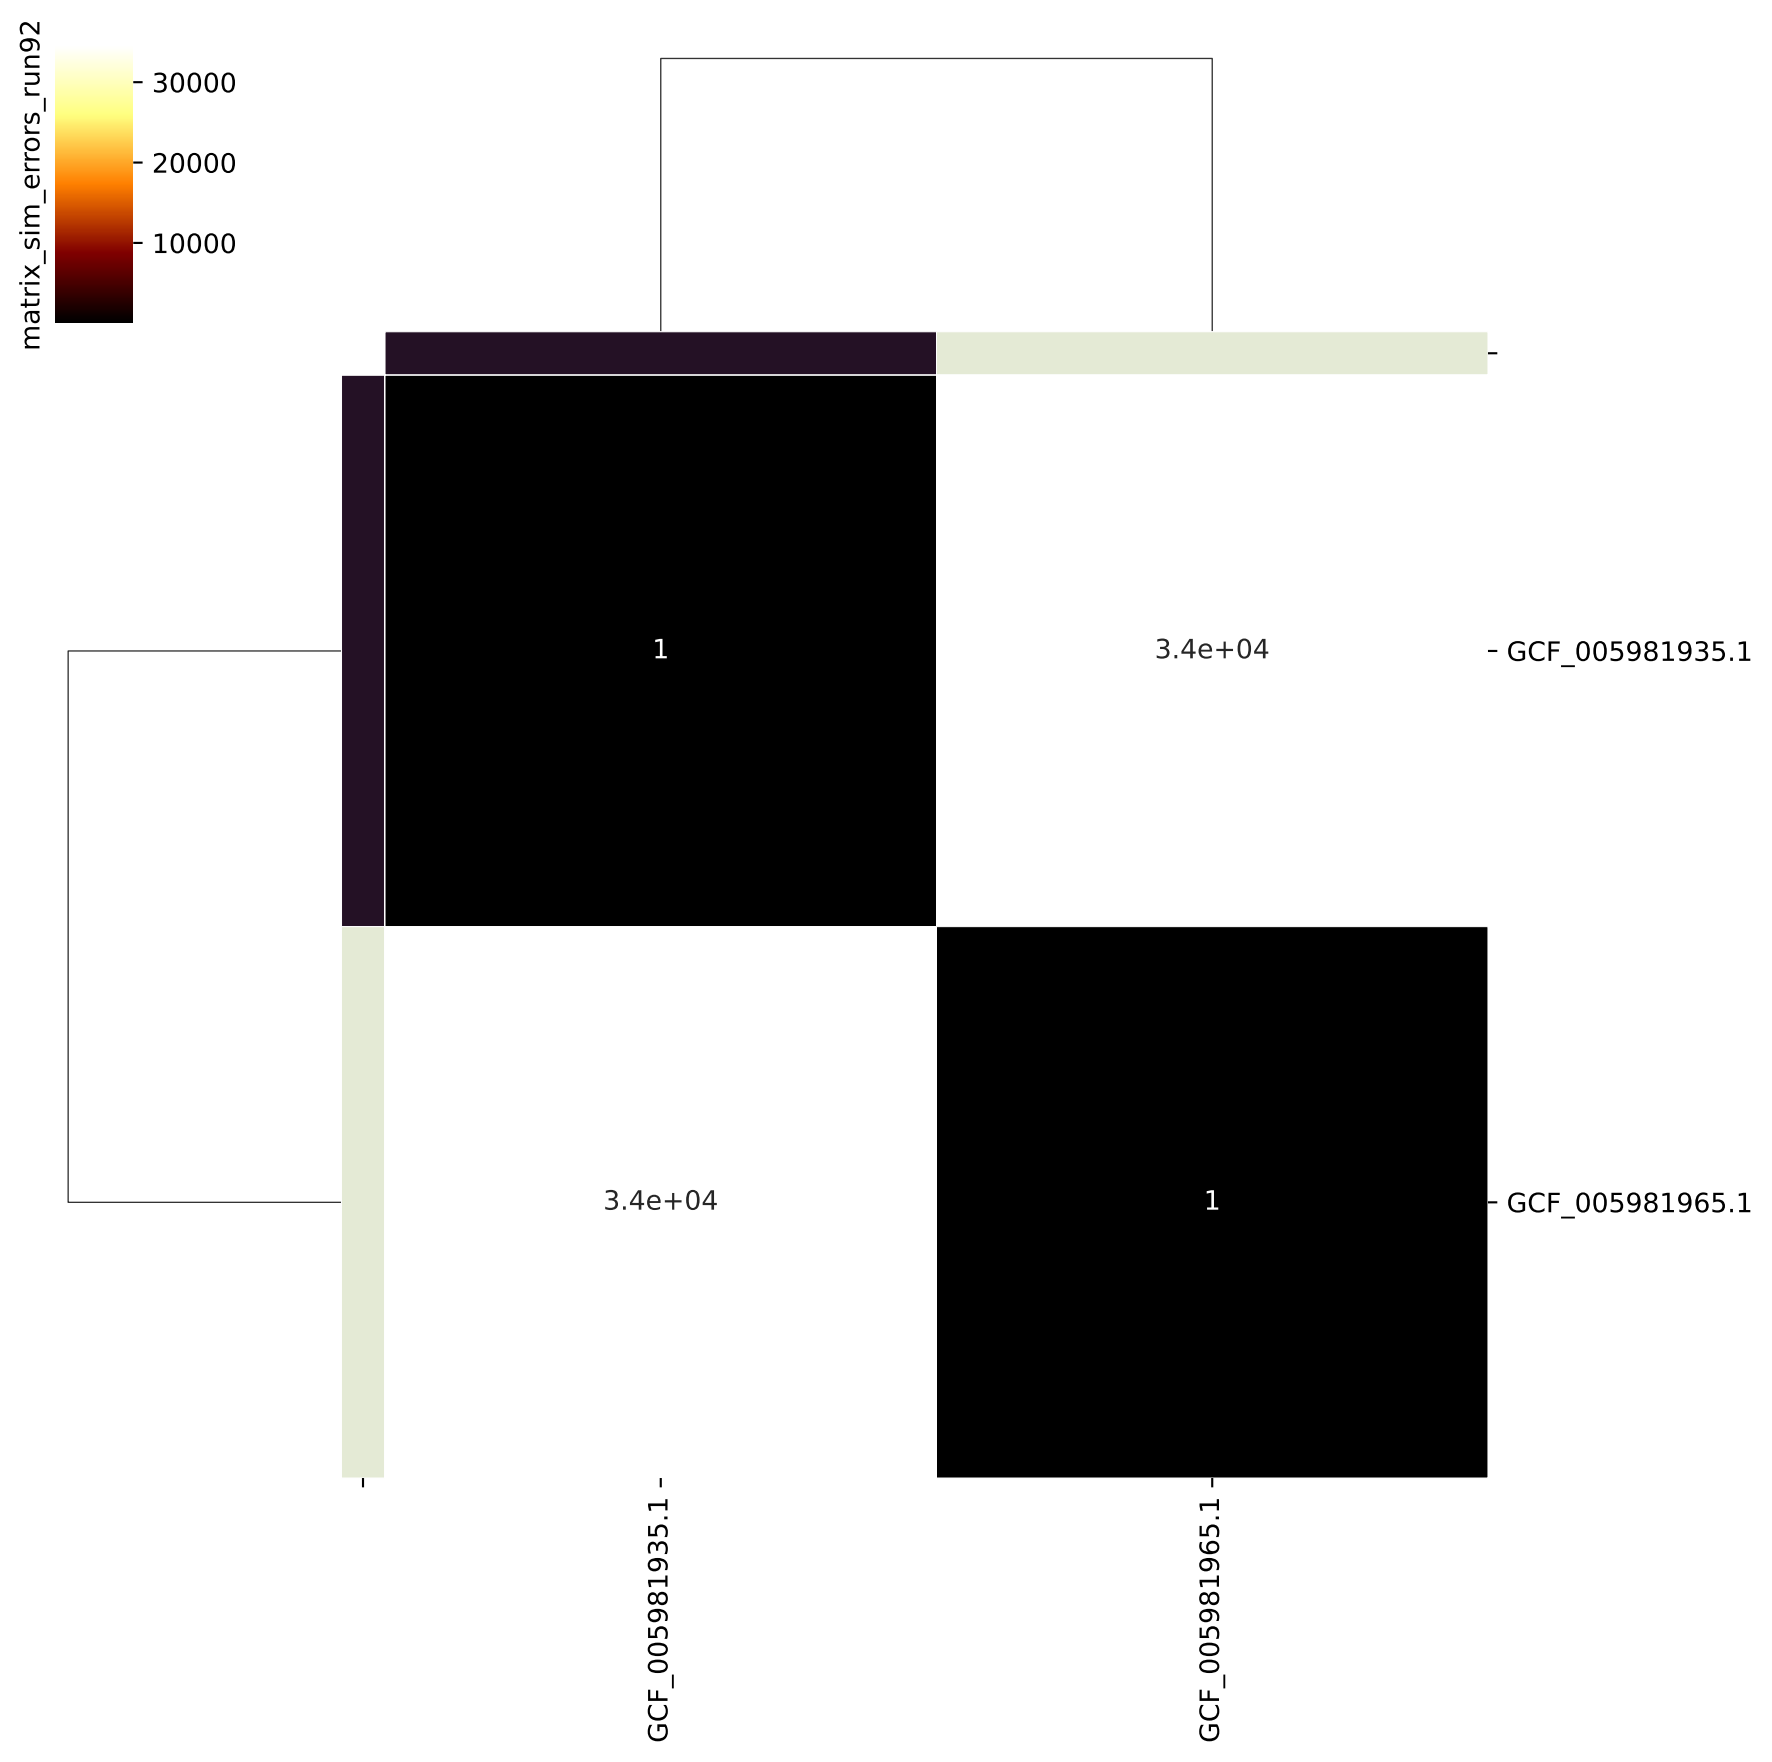 matrix_sim_errors_run92
30000
20000
10000
1
3.4e+04
GCF_005981935.1
3.4e+04
1
GCF_005981965.1
GCF_005981935.1
GCF_005981965.1